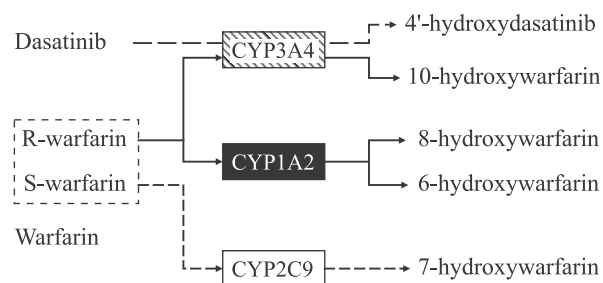 4'-hydroxydasatinib
Dasatinib
CYP3A4
10-hydroxywarfarin
R-warfarin
8-hydroxywarfarin
CYP1A2
S-warfarin
6-hydroxywarfarin
Warfarin
CYP2C9
7-hydroxywarfarin